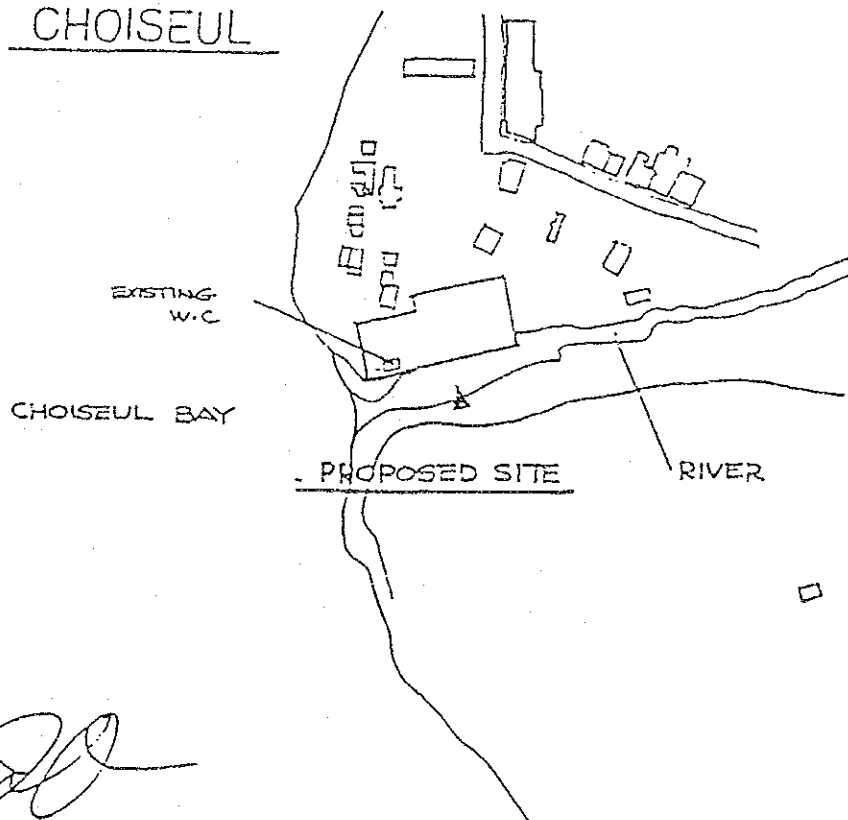 CHOISEUL
EXISTING
W.C
CHOISEUL BAY
PROPOSED SITE
RIVER